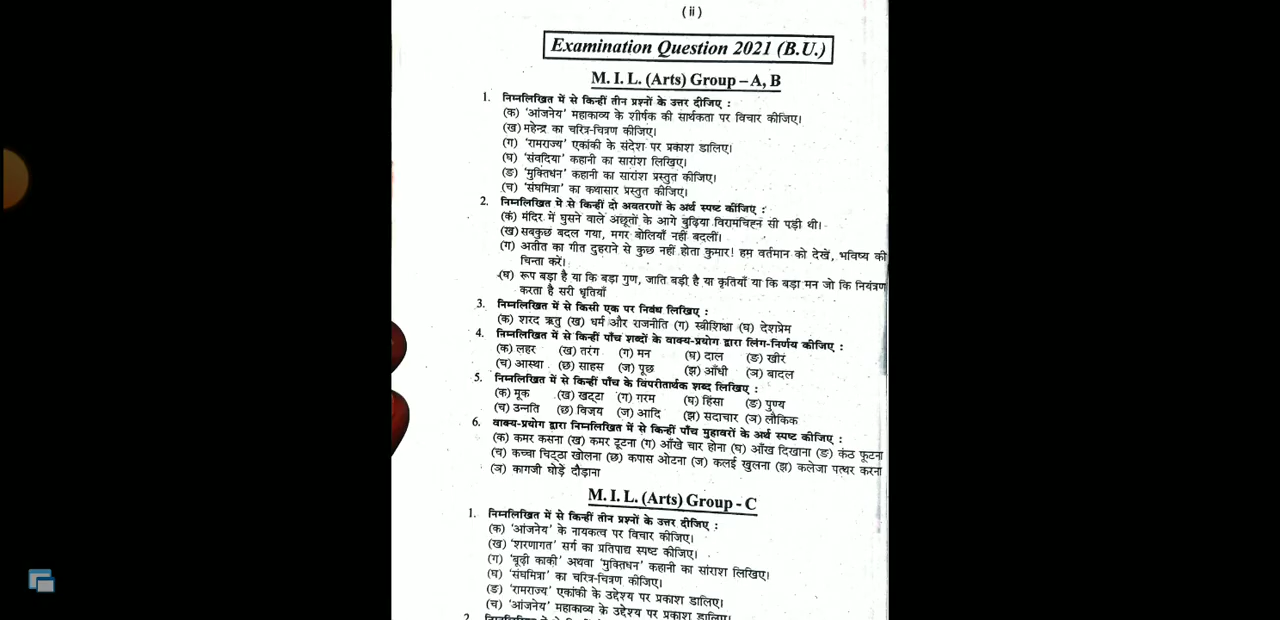 (ii)
Examination Question 2021 (B.U.)
M. I. L. (Arts) Group – A, B
1. निम्नलिखित में से किन्हीं तीन प्रश्नों के उत्तर दीजिए :
(क) 'आंजनेय' महाकाव्य के शीर्षक की सार्थकता पर विचार कीजिए।
(ख) महेन्द्र का चरित्र-चित्रण कीजिए।
(ग) 'रामराज्य' एकांकी के संदेश पर प्रकाश डालिए।
(घ) 'संवदिया' कहानी का सारांश लिखिए।
(ङ) 'मुक्तिधन' कहानी का सारांश प्रस्तुत कीजिए।
(च) 'संघमित्रा' का कथासार प्रस्तुत कीजिए।
2. निम्नलिखित में से किन्हीं दो अवतरणों के अर्थ स्पष्ट कीजिए :
(क) मंदिर में घुसने वाले अछूतों के आगे बुढ़िया विरामचिह्न सी पड़ी थी।
(ख) सबकुछ बदल गया, मगर बोलियाँ नहीं बदलीं।
(ग) अतीत का गीत दुहराने से कुछ नहीं होता कुमार! हम वर्तमान को देखें, भविष्य की
चिन्ता करें।
(घ) रूप बड़ा है या कि बड़ा गुण, जाति बड़ी है या कृतियाँ या कि बड़ा मन जो कि नियंत्रण
करता है सरी धृतियाँ
3. निम्नलिखित में से किसी एक पर निबंध लिखिए :
(क) शरद ऋतु (ख) धर्म और राजनीति (ग) स्त्रीशिक्षा (घ) देशप्रेम
4. निम्नलिखित में से किन्हीं पाँच शब्दों के वाक्य-प्रयोग द्वारा लिंग-निर्णय कीजिए :
(क) लहर (ख) तरंग (ग) मन (घ) दाल (ङ) खीर
(च) आस्था (छ) साहस (ज) पूछ (झ) आँधी (ञ) बादल
5. निम्नलिखित में से किन्हीं पाँच के विपरीतार्थक शब्द लिखिए :
(क) मूक (ख) खट्टा (ग) गरम (घ) हिंसा (ङ) पुण्य
(च) उन्नति (छ) विजय (ज) आदि (झ) सदाचार (ञ) लौकिक
6. वाक्य-प्रयोग द्वारा निम्नलिखित में से किन्हीं पाँच मुहावरों के अर्थ स्पष्ट कीजिए :
(क) कमर कसना (ख) कमर टूटना (ग) आँखे चार होना (घ) आँख दिखाना (ङ) कंठ फूटना
(च) कच्चा चिट्ठा खोलना (छ) कपास ओटना (ज) कलई खुलना (झ) कलेजा पत्थर करना
(ञ) कागजी घोड़े दौड़ाना
M. I. L. (Arts) Group - C
1. निम्नलिखित में से किन्हीं तीन प्रश्नों के उत्तर दीजिए :
(क) 'आंजनेय' के नायकत्व पर विचार कीजिए।
(ख) 'शरणागत' सर्ग का प्रतिपाद्य स्पष्ट कीजिए।
(ग) 'बूढ़ी काकी' अथवा 'मुक्तिधन' कहानी का सांराश लिखिए।
(घ) 'संघमित्रा' का चरित्र-चित्रण कीजिए।
(ङ) 'रामराज्य' एकांकी के उद्देश्य पर प्रकाश डालिए।
(च) 'आंजनेय' महाकाव्य के उद्देश्य पर प्रकाश डालिए।
2.